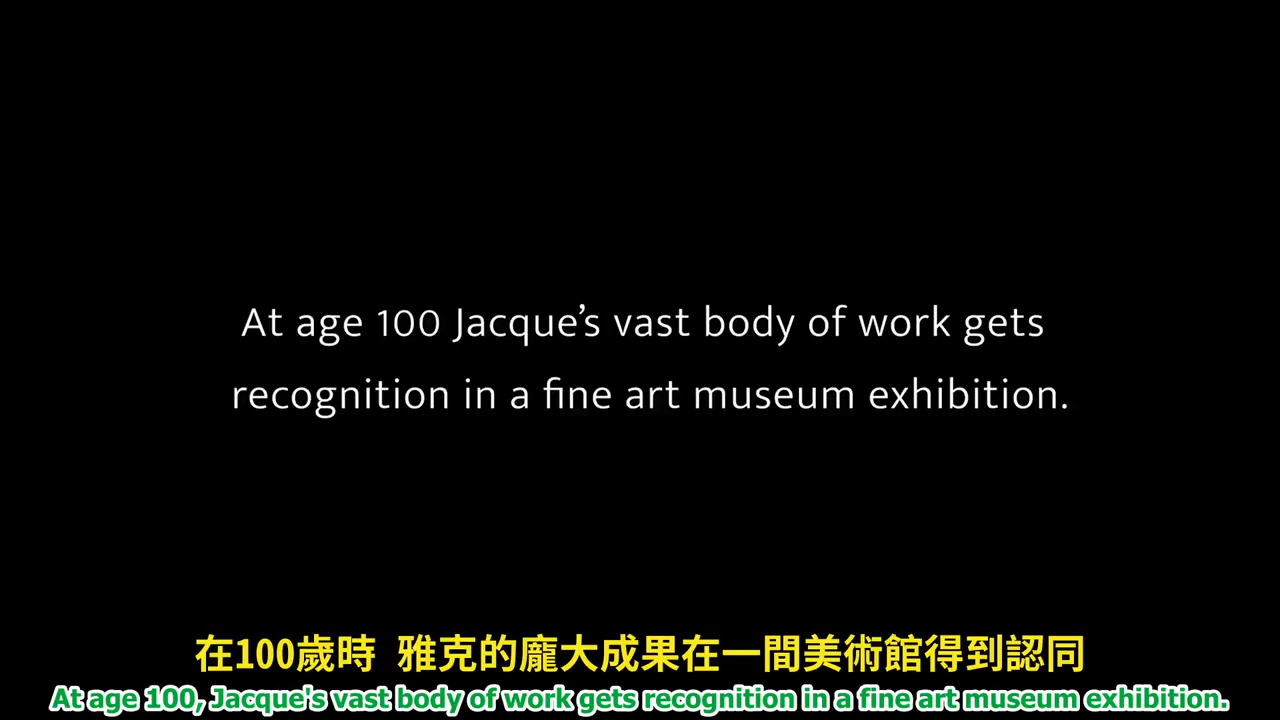 At age 100 Jacque’s vast body of work gets
recognition in a fine art museum exhibition.
在100歲時 雅克的龐大成果在一間美術館得到認同
At age 100, Jacque's vast body of work gets recognition in a fine art museum exhibition.